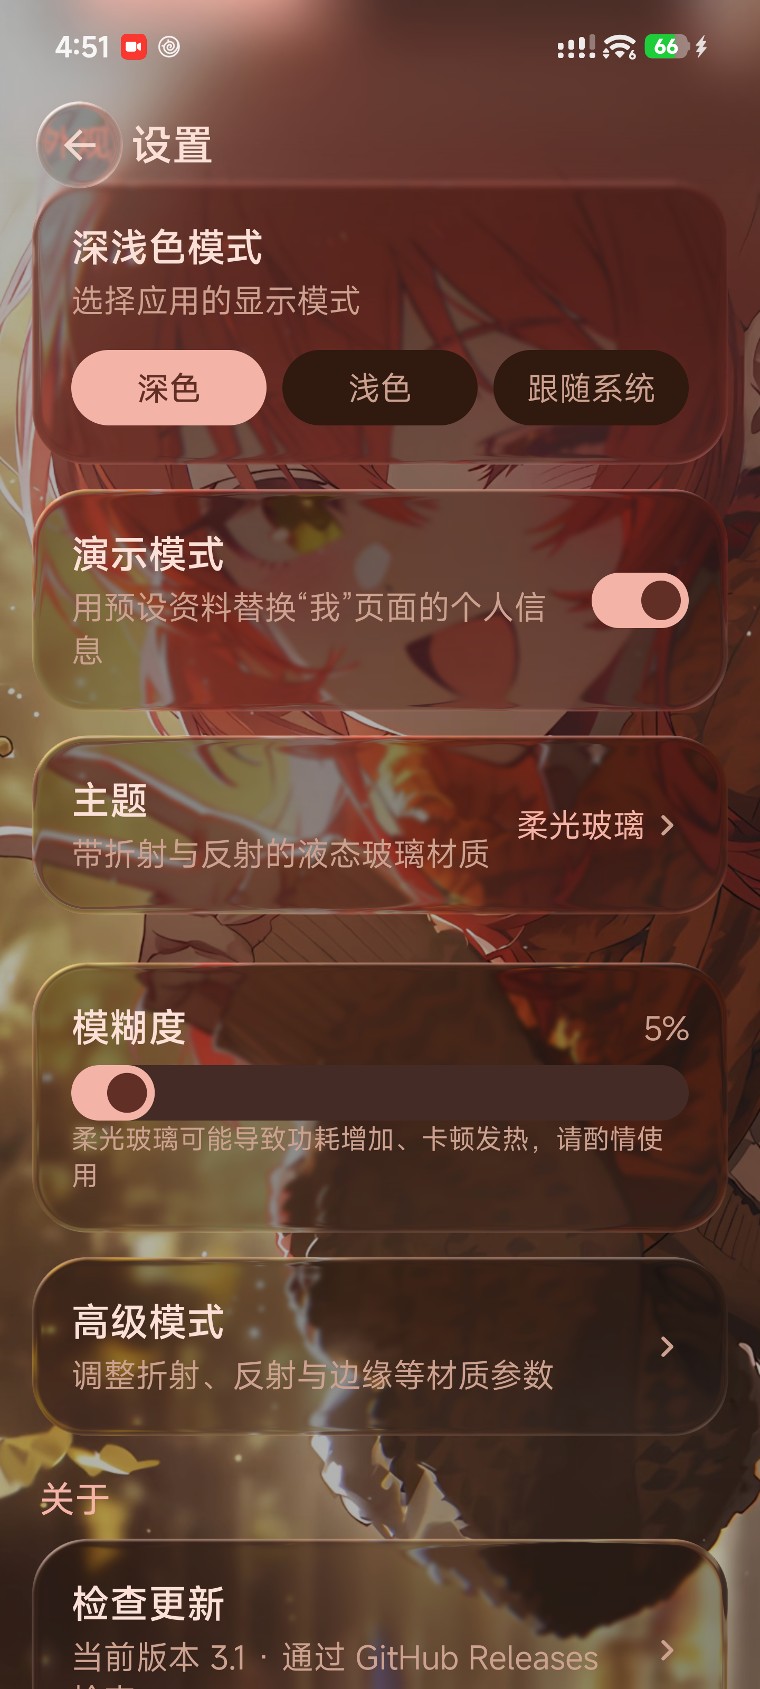 4:51
6
66
设置
深浅色模式
选择应用的显示模式
深色 浅色 跟随系统
演示模式
用预设资料替换“我”页面的个人信
息
主题
带折射与反射的液态玻璃材质
柔光玻璃
模糊度
5%
柔光玻璃可能导致功耗增加、卡顿发热，请酌情使
用
高级模式
调整折射、反射与边缘等材质参数
关于
检查更新
当前版本 3.1 · 通过 GitHub Releases